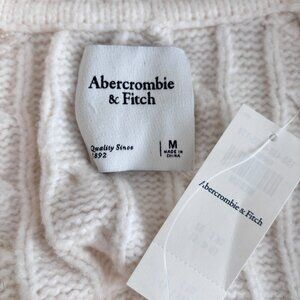 Abercrombie
& Fitch
Quality Since
1892
M
MADE IN
CHINA
Abercrombie & Fitch